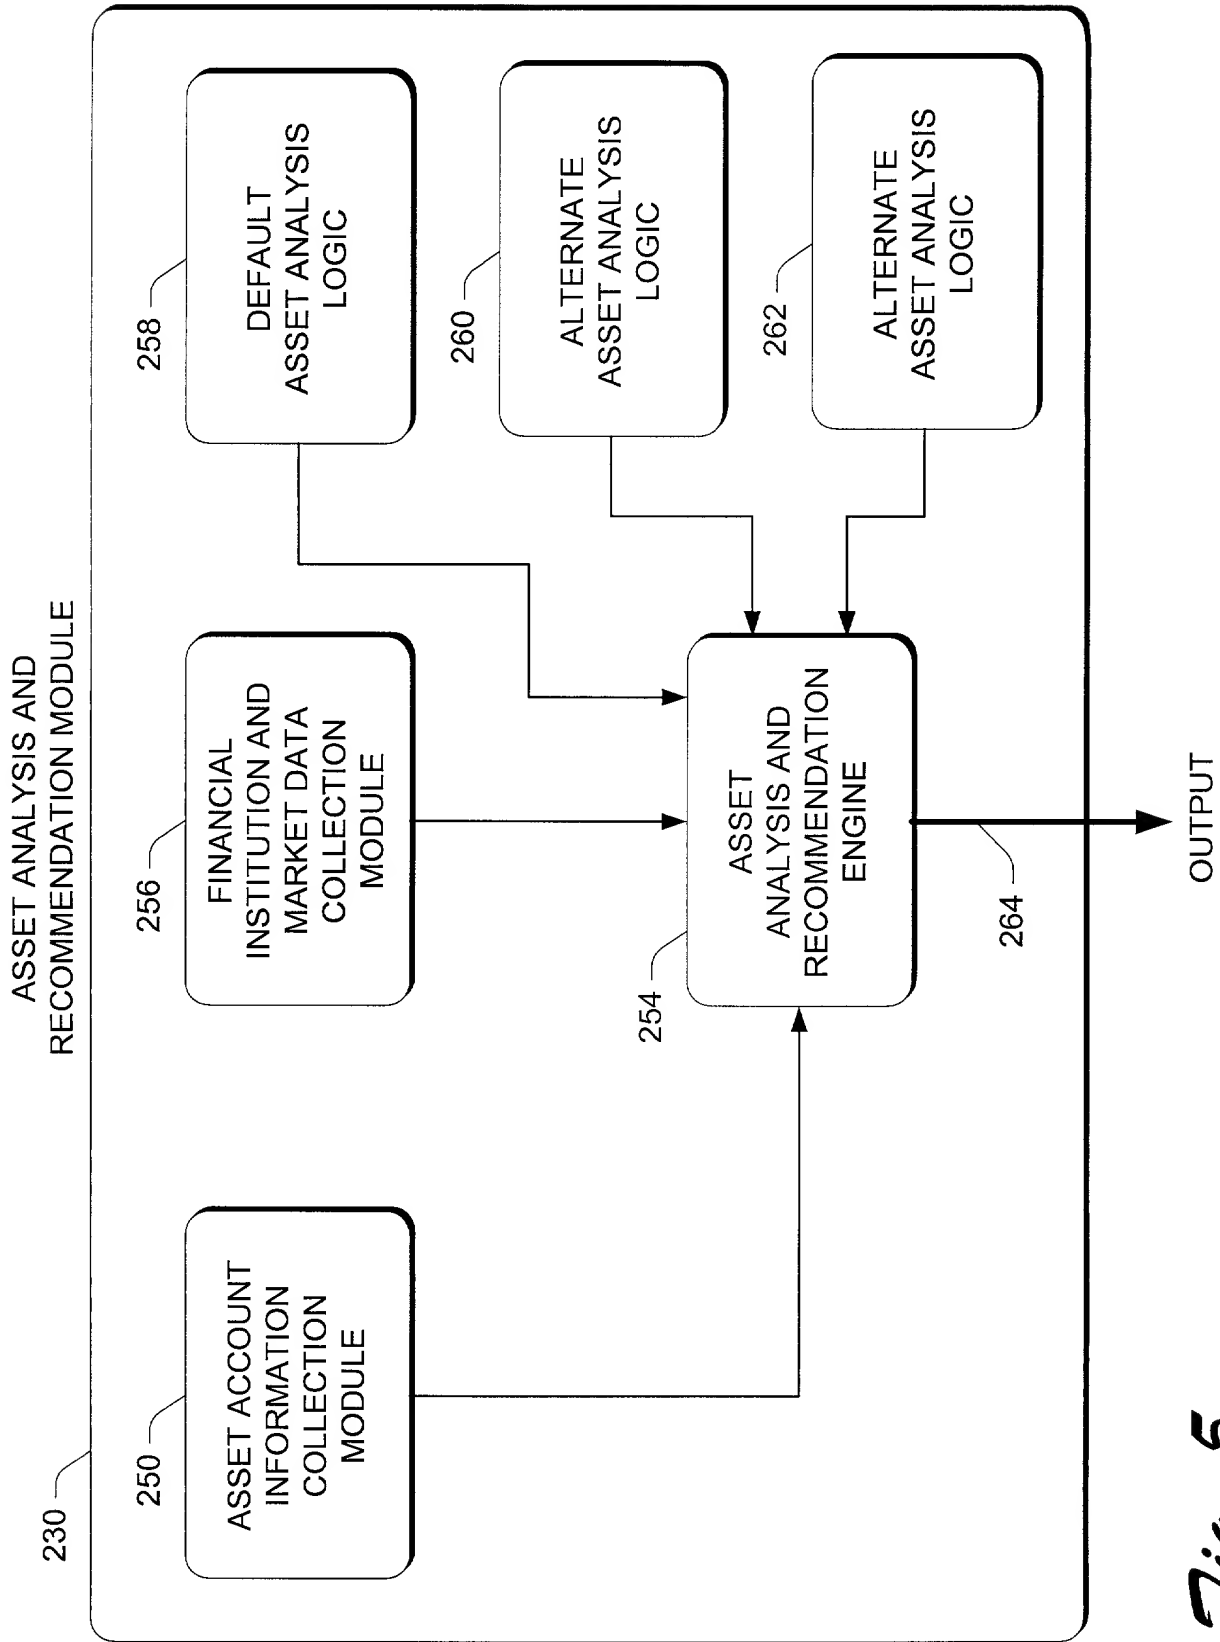 ASSET ANALYSIS AND
RECOMMENDATION MODULE
230
250
ASSET ACCOUNT
INFORMATION
COLLECTION
MODULE
256
FINANCIAL
INSTITUTION AND
MARKET DATA
COLLECTION
MODULE
258
DEFAULT
ASSET ANALYSIS
LOGIC
260
ALTERNATE
ASSET ANALYSIS
LOGIC
262
ALTERNATE
ASSET ANALYSIS
LOGIC
254
ASSET
ANALYSIS AND
RECOMMENDATION
ENGINE
264
OUTPUT
Fig. 5